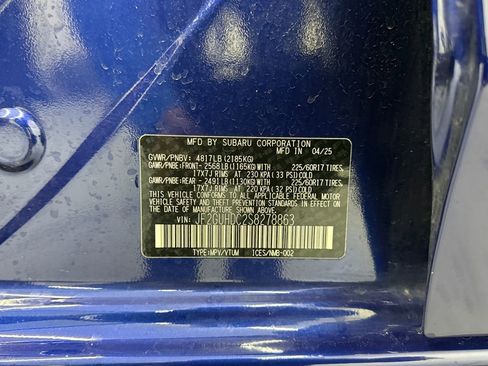 MFD BY SUBARU CORPORATION
MFD IN 04/25
GVWR/PNBV: 4817LB(2185KG)
GAWR/PNBE:FRONT- 2568LB(1165KG)WITH 225/60R17 TIRES,
17X7J RIMS AT 230 KPA(33 PSI)COLD
GAWR/PNBE:REAR - 2491LB(1130KG)WITH 225/60R17 TIRES,
17X7J RIMS AT 220 KPA(32 PSI)COLD
THIS VEHICLE CONFORMS TO ALL APPLICABLE FEDERAL
MOTOR VEHICLE SAFETY AND THEFT PREVENTION STANDARDS
IN EFFECT ON THE DATE OF MANUFACTURE SHOWN ABOVE.
VIN: JF2GUHDC2S8278863
TYPE:MPV/VTUM ICES/NMB-002